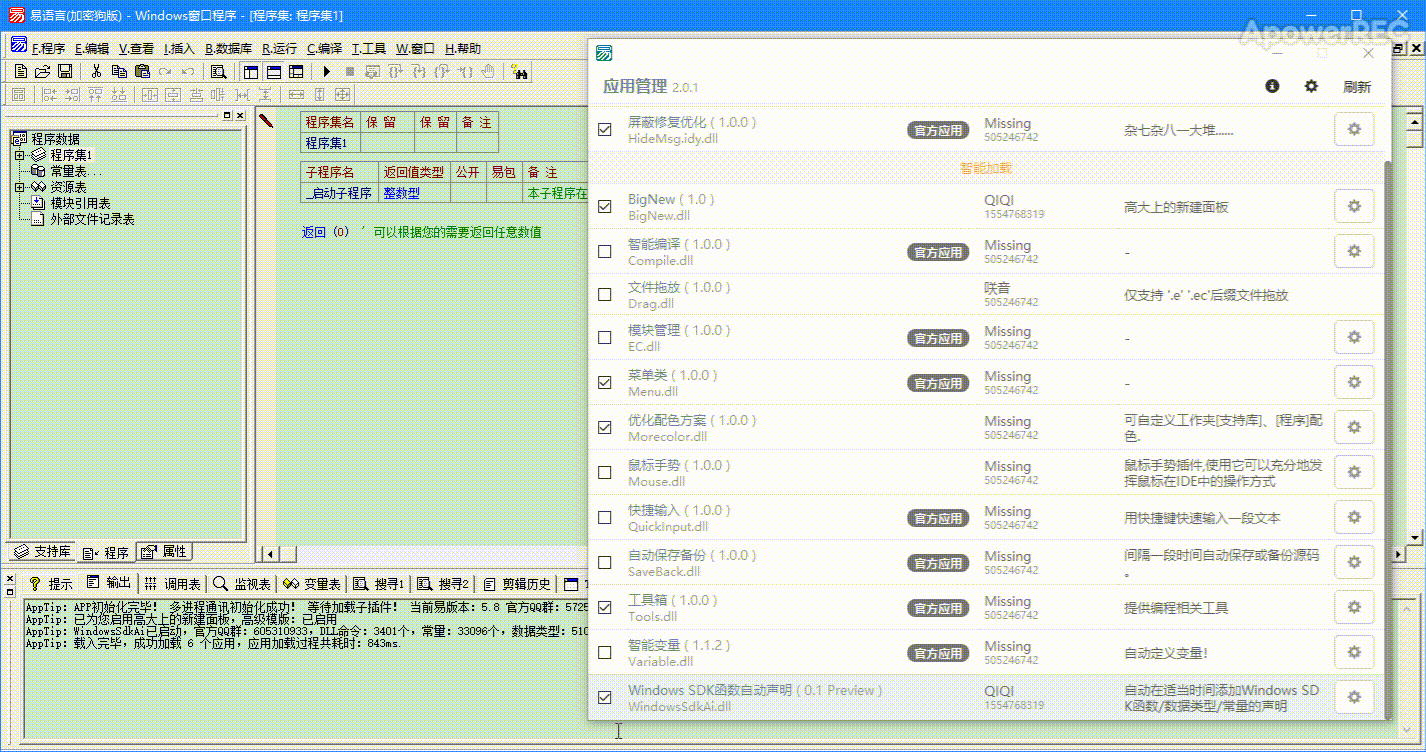 易语言(加密狗版) - Windows窗口程序 - [程序集: 程序集1]
ApowerREC
F.程序 E.编辑 V.查看 I.插入 B.数据库 R.运行 C.编译 T.工具 W.窗口 H.帮助
程序数据
程序集1
常量表...
资源表
模块引用表
外部文件记录表
支持库 程序 属性
程序集名 保 留 保 留 备 注
程序集1
子程序名 返回值类型 公开 易包 备 注
_启动子程序 整数型 本子程序在
返回 (0) ' 可以根据您的需要返回任意数值
应用管理 2.0.1
刷新
屏蔽修复优化 ( 1.0.0 ) 官方应用 Missing 杂七杂八一大堆......
HideMsg.idy.dll 505246742
智能加载
BigNew ( 1.0 ) QIQI 高大上的新建面板
BigNew.dll 1554768319
智能编译 ( 1.0.0 ) 官方应用 Missing -
Compile.dll 505246742
文件拖放 ( 1.0.0 ) 咲音 仅支持 '.e' '.ec'后缀文件拖放
Drag.dll 505246742
模块管理 ( 1.0.0 ) 官方应用 Missing -
EC.dll 505246742
菜单类 ( 1.0.0 ) 官方应用 Missing -
Menu.dll 505246742
优化配色方案 ( 1.0.0 ) Missing 可自定义工作夹[支持库]、[程序]配
Morecolor.dll 505246742 色.
鼠标手势 ( 1.0.0 ) Missing 鼠标手势插件,使用它可以充分地发
Mouse.dll 505246742 挥鼠标在IDE中的操作方式
快捷输入 ( 1.0.0 ) 官方应用 Missing 用快捷键快速输入一段文本
QuickInput.dll 505246742
自动保存备份 ( 1.0.0 ) 官方应用 Missing 间隔一段时间自动保存或备份源码
SaveBack.dll 505246742 。
工具箱 ( 1.0.0 ) 官方应用 Missing 提供编程相关工具
Tools.dll 505246742
智能变量 ( 1.1.2 ) 官方应用 Missing 自动定义变量!
Variable.dll 505246742
Windows SDK函数自动声明 ( 0.1 Preview ) QIQI 自动在适当时间添加Windows SD
WindowsSdkAi.dll 1554768319 K函数/数据类型/常量的声明
提示 输出 调用表 监视表 变量表 搜寻1 搜寻2 剪辑历史
AppTip: APP初始化完毕! 多进程通讯初始化成功! 等待加载子插件! 当前易版本: 5.8 官方QQ群: 5725
AppTip: 已为您启用高大上的新建面板, 高级模版: 已启用
AppTip: WindowsSdkAi已启动, 官方QQ群: 605310933, DLL命令: 3401个, 常量: 33096个, 数据类型: 510
AppTip: 载入完毕, 成功加载 6 个应用, 应用加载过程共耗时: 843ms.